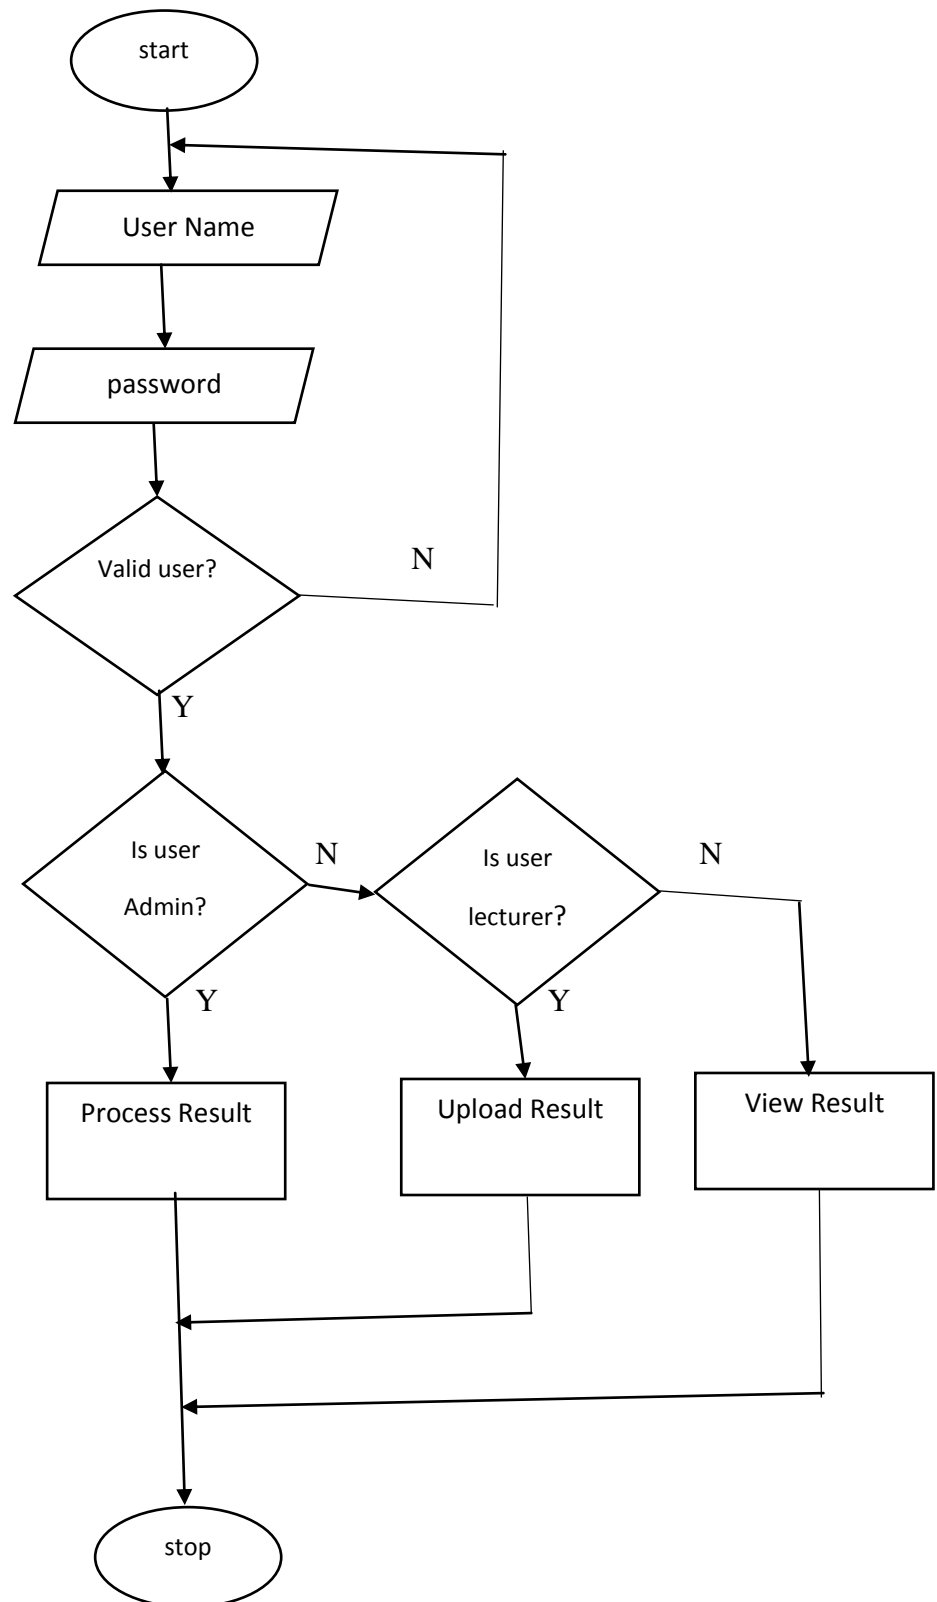 start
User Name
password
Valid user?
N
Y
Is user
Admin?
N
Is user
lecturer?
N
Y
Y
Process Result
Upload Result
View Result
stop